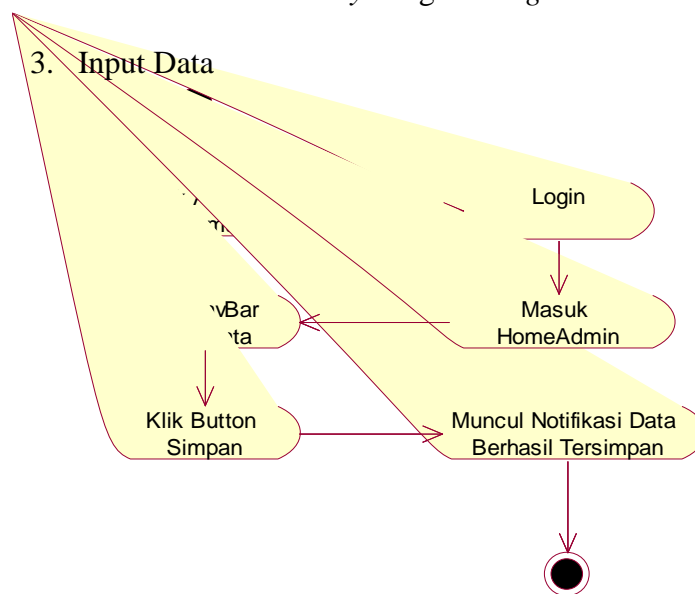 3. Input Data
Login
Masuk
HomeAdmin
Klik Button
Simpan
Muncul Notifikasi Data
Berhasil Tersimpan